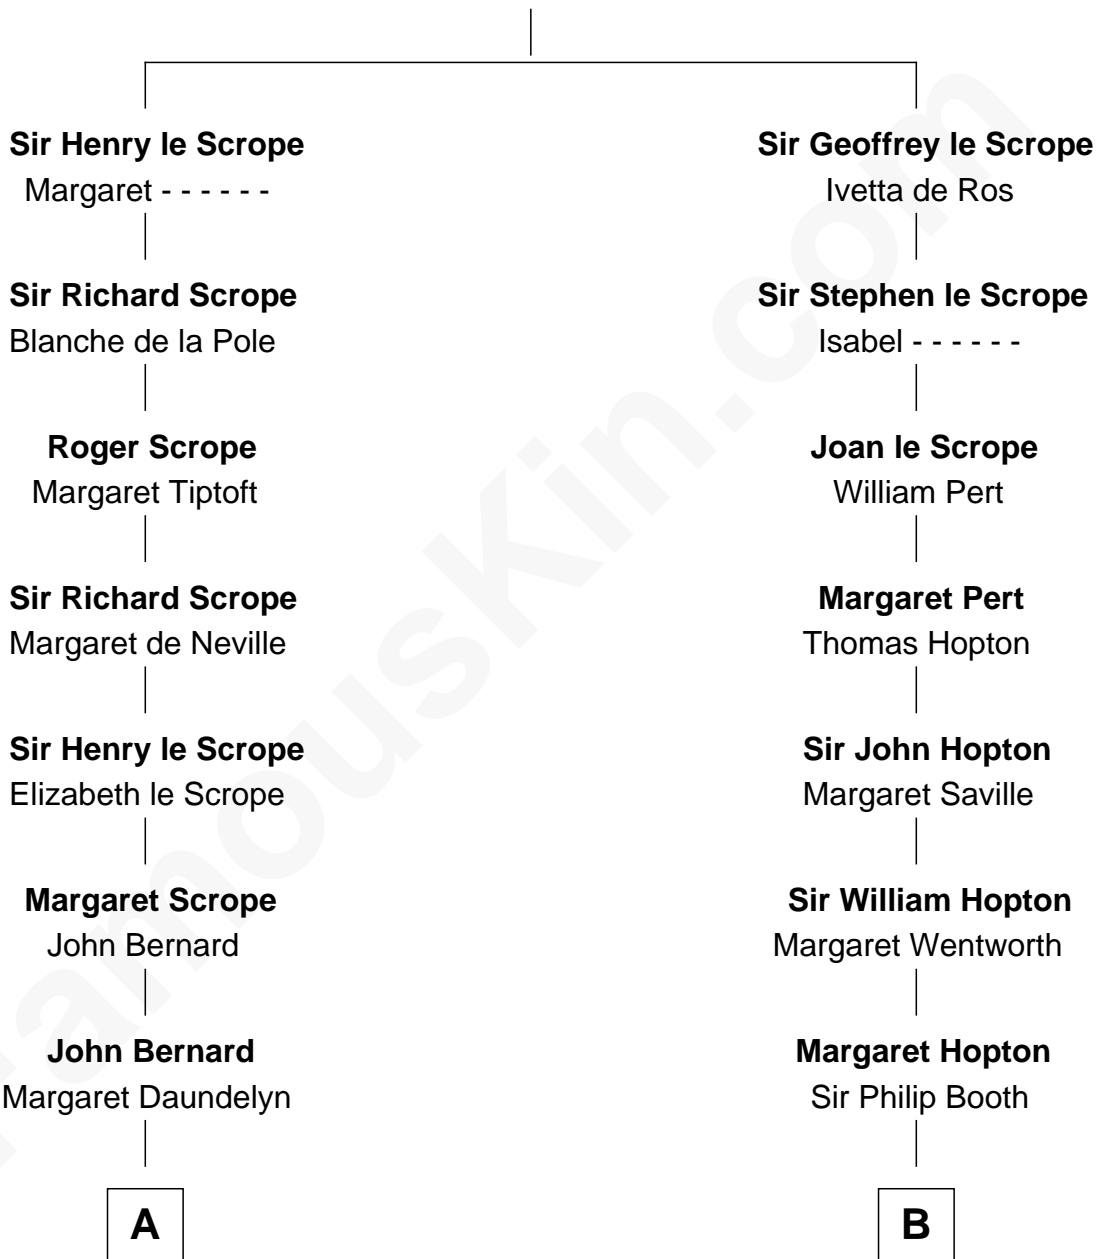 Sir Henry le Scrope
Margaret - - - - - -
Sir Richard Scrope
Blanche de la Pole
Roger Scrope
Margaret Tiptoft
Sir Richard Scrope
Margaret de Neville
Sir Henry le Scrope
Elizabeth le Scrope
Margaret Scrope
John Bernard
John Bernard
Margaret Daundelyn
A
Sir Geoffrey le Scrope
Ivetta de Ros
Sir Stephen le Scrope
Isabel - - - - - -
Joan le Scrope
William Pert
Margaret Pert
Thomas Hopton
Sir John Hopton
Margaret Saville
Sir William Hopton
Margaret Wentworth
Margaret Hopton
Sir Philip Booth
B
FamousKin.com